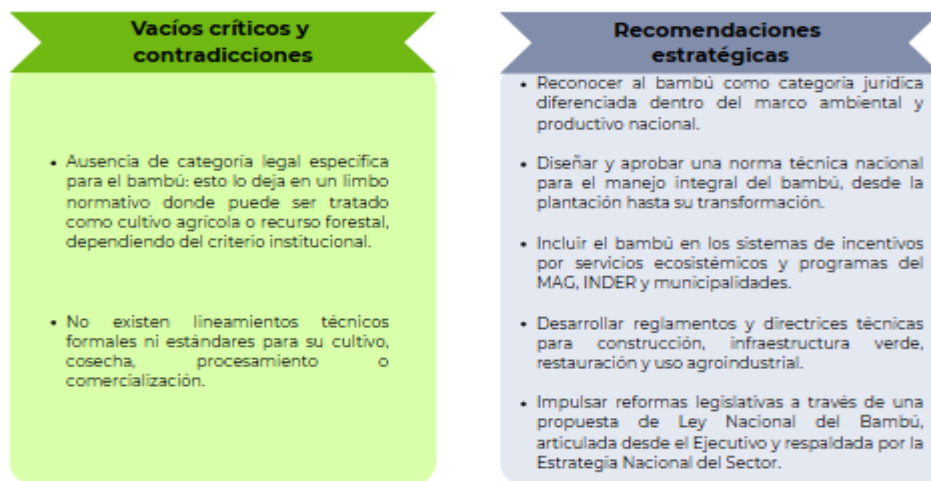 Vacíos críticos y
contradicciones
• Ausencia de categoría legal específica
para el bambú: esto lo deja en un limbo
normativo donde puede ser tratado
como cultivo agrícola o recurso forestal,
dependiendo del criterio institucional.
• No existen lineamientos técnicos
formales ni estándares para su cultivo,
cosecha, procesamiento o
comercialización.
Recomendaciones
estratégicas
• Reconocer al bambú como categoría jurídica
diferenciada dentro del marco ambiental y
productivo nacional.
• Diseñar y aprobar una norma técnica nacional
para el manejo integral del bambú, desde la
plantación hasta su transformación.
• Incluir el bambú en los sistemas de incentivos
por servicios ecosistémicos y programas del
MAG, INDER y municipalidades.
• Desarrollar reglamentos y directrices técnicas
para construcción, infraestructura verde,
restauración y uso agroindustrial.
• Impulsar reformas legislativas a través de una
propuesta de Ley Nacional del Bambú,
articulada desde el Ejecutivo y respaldada por la
Estrategia Nacional del Sector.